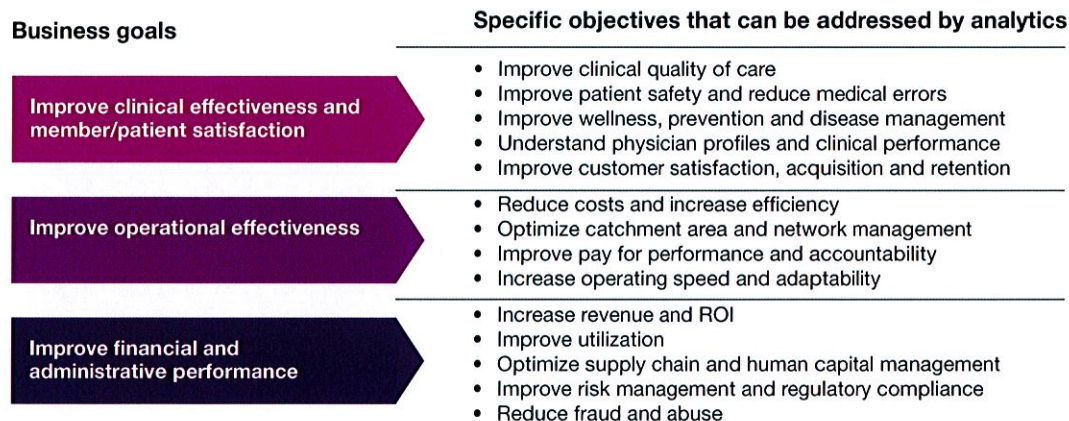 Business goals
Specific objectives that can be addressed by analytics
Improve clinical effectiveness and
member/patient satisfaction
• Improve clinical quality of care
• Improve patient safety and reduce medical errors
• Improve wellness, prevention and disease management
• Understand physician profiles and clinical performance
• Improve customer satisfaction, acquisition and retention
Improve operational effectiveness
• Reduce costs and increase efficiency
• Optimize catchment area and network management
• Improve pay for performance and accountability
• Increase operating speed and adaptability
Improve financial and
administrative performance
• Increase revenue and ROI
• Improve utilization
• Optimize supply chain and human capital management
• Improve risk management and regulatory compliance
• Reduce fraud and abuse